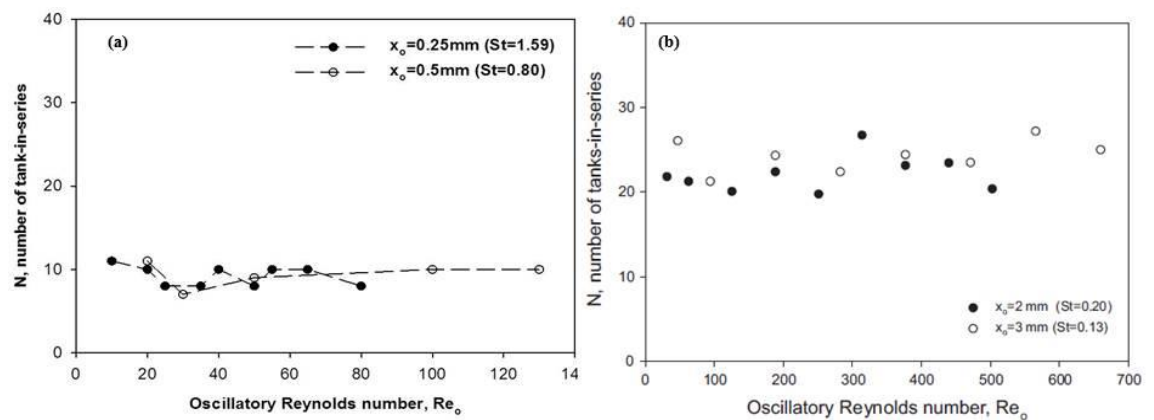 (a)
x₀=0.25mm (St=1.59)
x₀=0.5mm (St=0.80)
N, number of tank-in-series
40
30
20
10
0
0 20 40 60 80 100 120 14
Oscillatory Reynolds number, Re₀
(b)
N, number of tanks-in-series
40
30
20
10
0
x₀=2 mm (St=0.20)
x₀=3 mm (St=0.13)
0 100 200 300 400 500 600 700
Oscillatory Reynolds number, Re₀